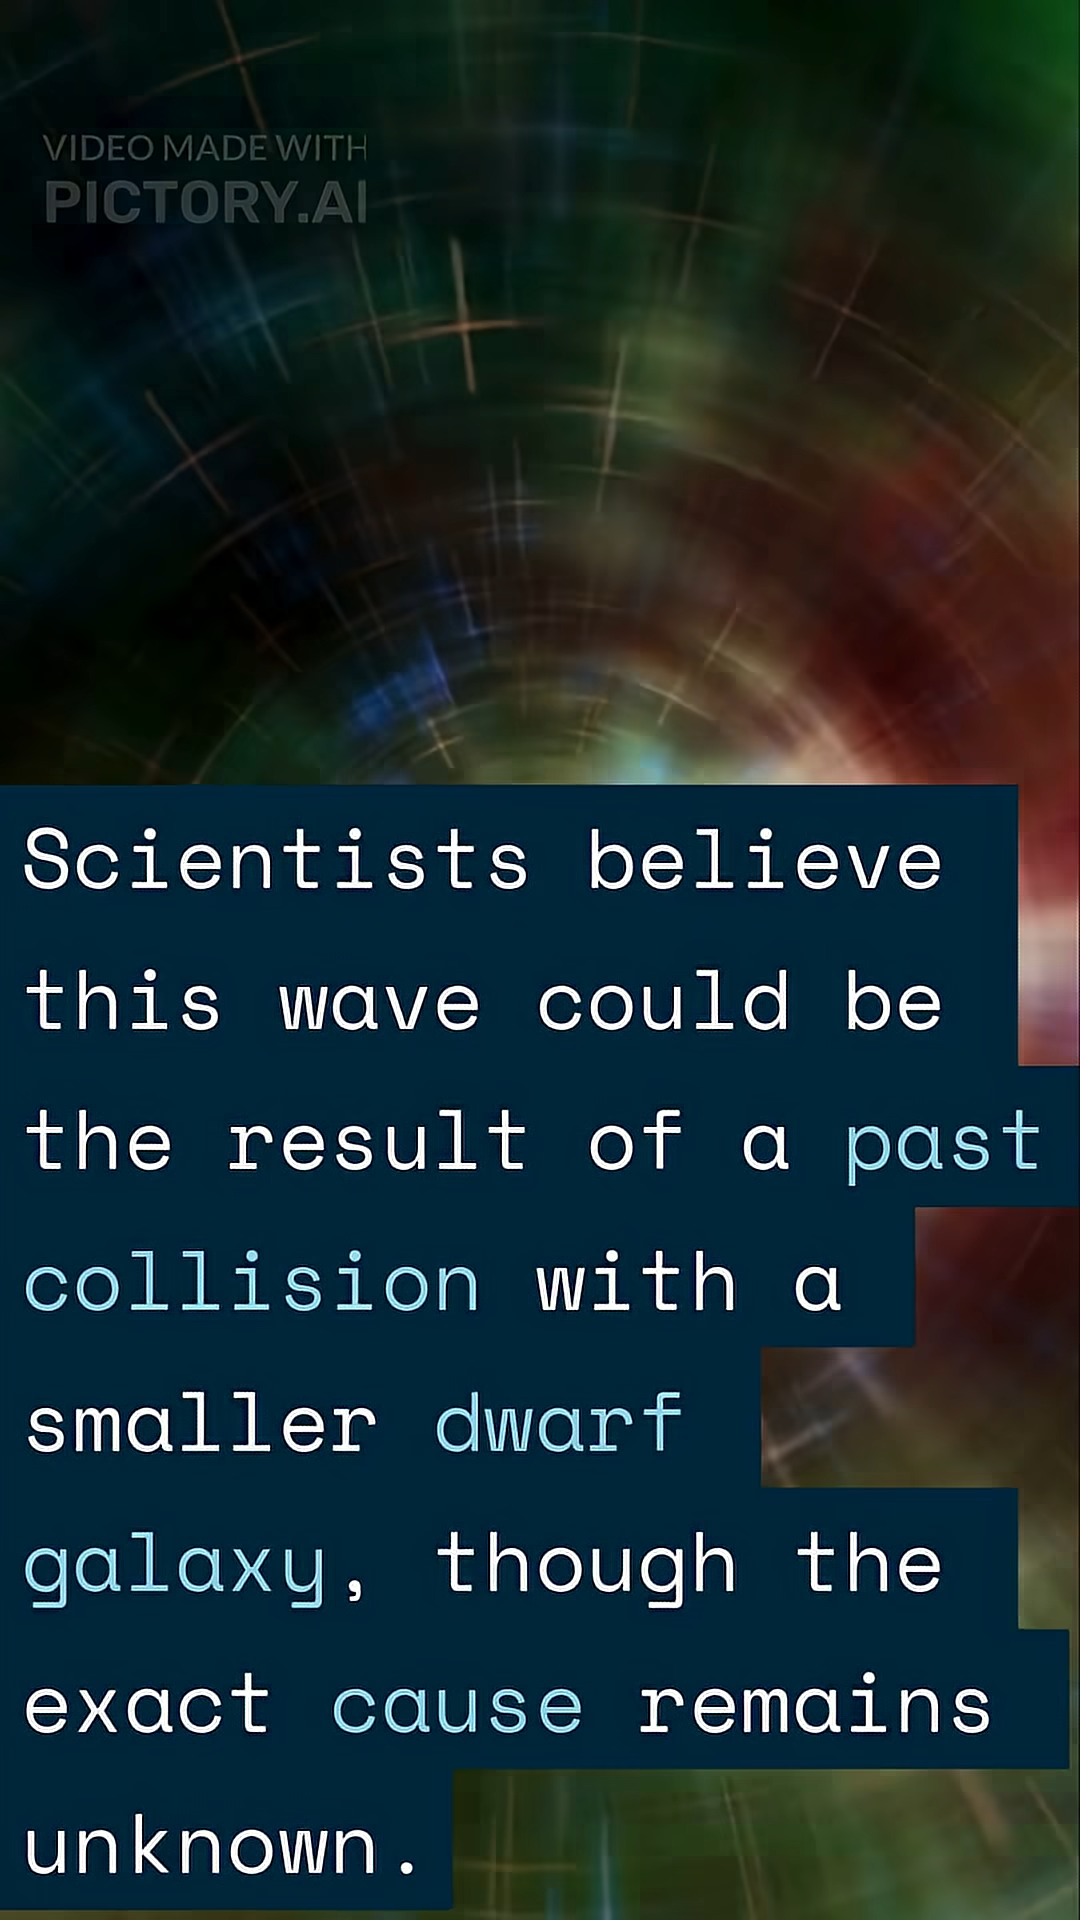 VIDEO MADE WITH
PICTORY.AI
Scientists believe
this wave could be
the result of a past
collision with a
smaller dwarf
galaxy, though the
exact cause remains
unknown.